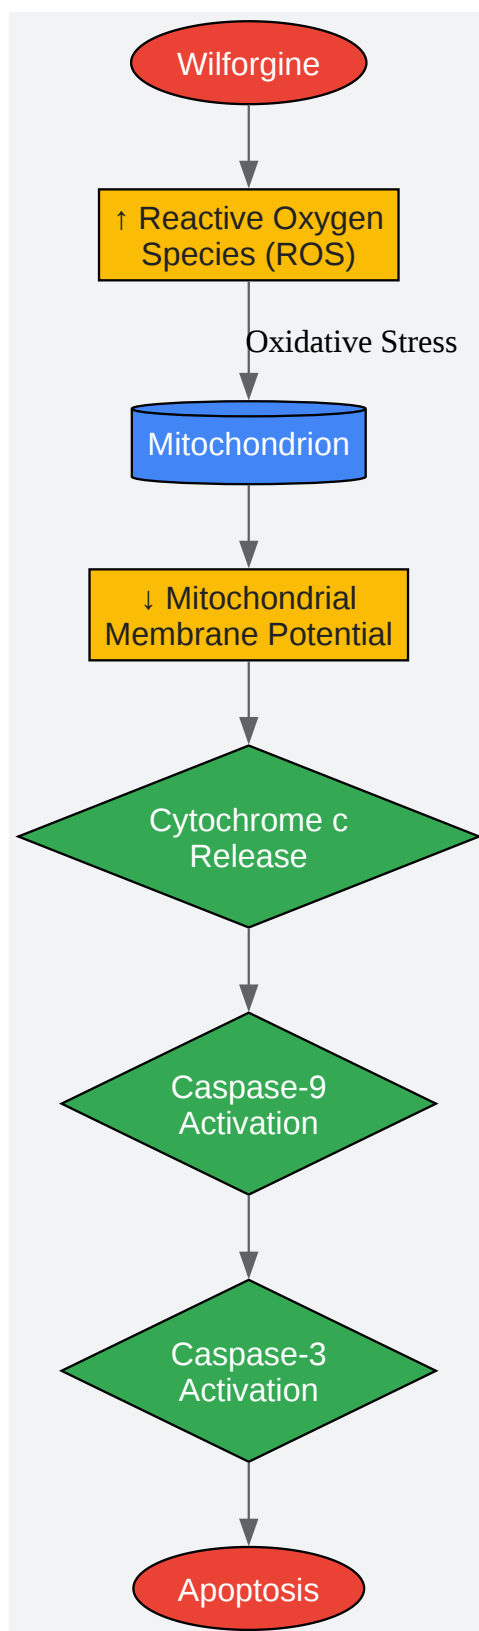 Wilforgine
↑ Reactive Oxygen
Species (ROS)
Oxidative Stress
Mitochondrion
↓ Mitochondrial
Membrane Potential
Cytochrome c
Release
Caspase-9
Activation
Caspase-3
Activation
Apoptosis